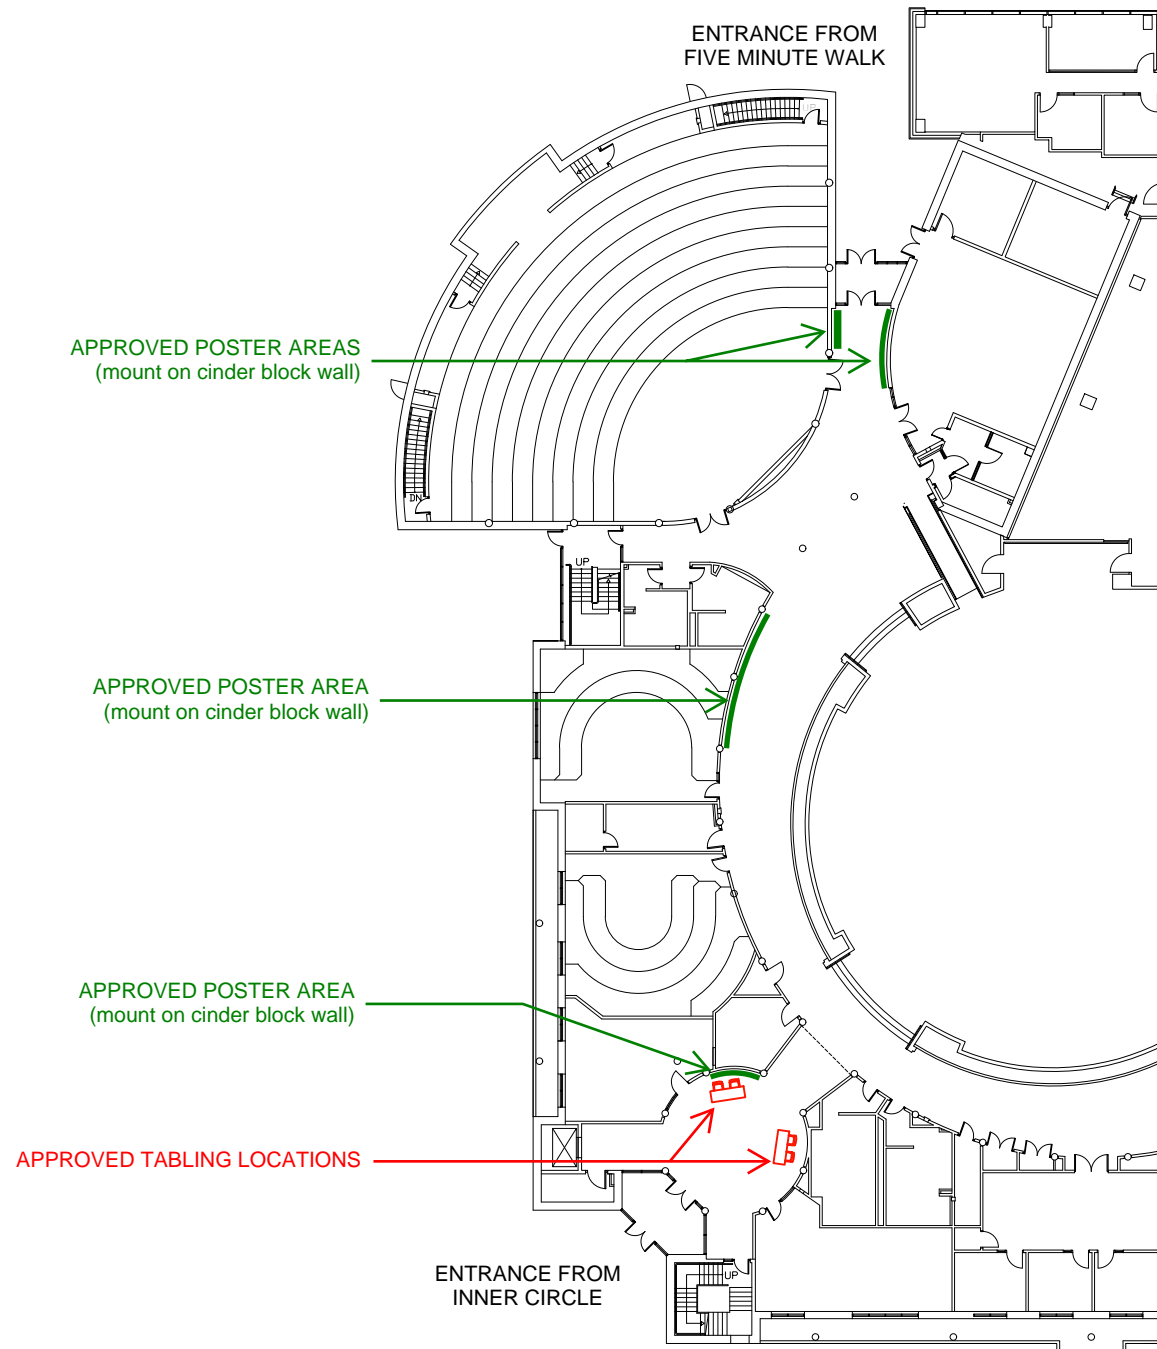 ENTRANCE FROM
FIVE MINUTE WALK
UP
APPROVED POSTER AREAS
(mount on cinder block wall)
DN
UP
APPROVED POSTER AREA
(mount on cinder block wall)
APPROVED POSTER AREA
(mount on cinder block wall)
APPROVED TABLING LOCATIONS
ENTRANCE FROM
INNER CIRCLE
UP